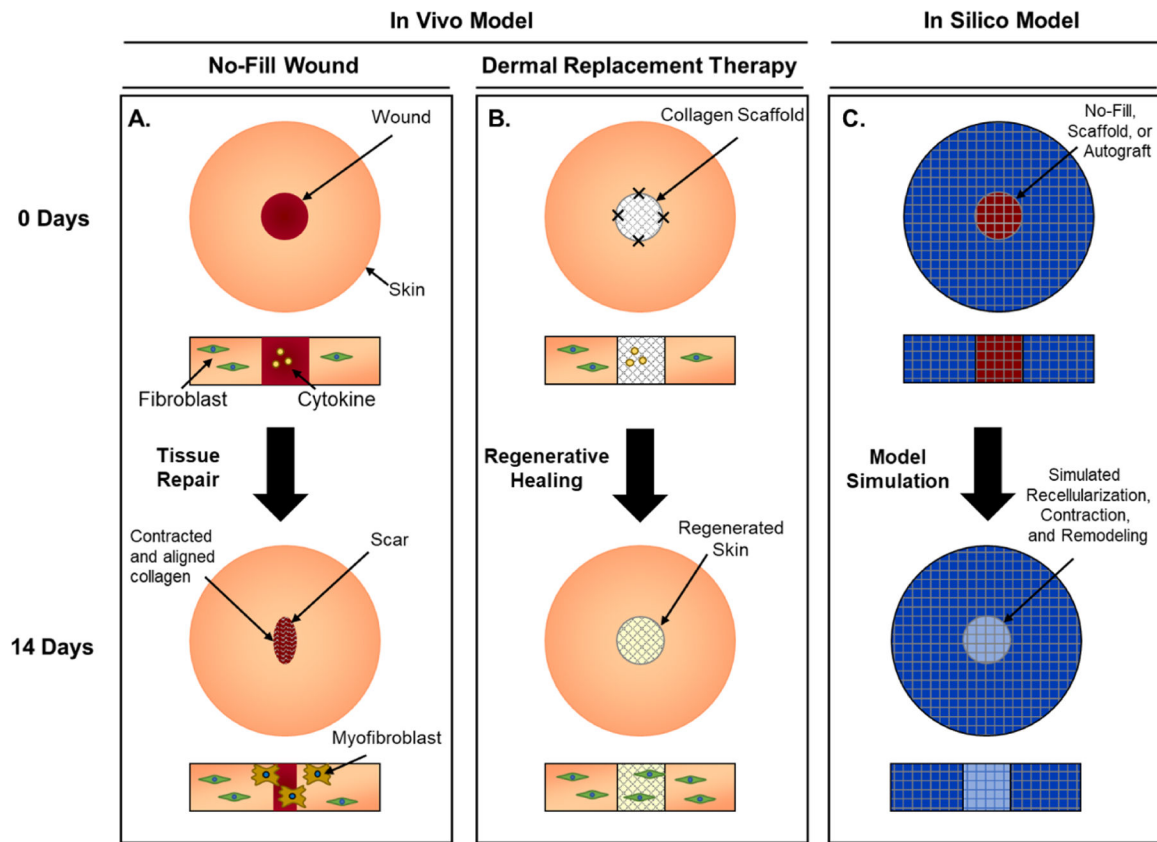 In Vivo Model
In Silico Model
No-Fill Wound
Dermal Replacement Therapy
0 Days
A.
Wound
Skin
Fibroblast
Cytokine
Tissue
Repair
B.
Collagen Scaffold
Regenerative
Healing
C.
No-Fill,
Scaffold, or
Autograft
Model
Simulation
14 Days
Contracted
and aligned
collagen
Scar
Myofibroblast
Regenerated
Skin
Simulated
Recellularization,
Contraction,
and Remodeling